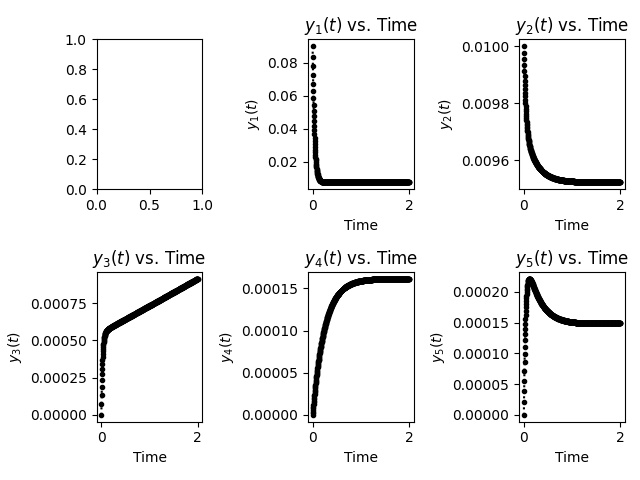 y₁(t) vs. Time
y₂(t) vs. Time
1.0
0.8
0.6
0.4
0.2
0.0
0.0 0.5 1.0
y₁(t)
0.08
0.06
0.04
0.02
0 2
Time
y₂(t)
0.0100
0.0098
0.0096
0 2
Time
y₃(t) vs. Time
y₄(t) vs. Time
y₅(t) vs. Time
y₃(t)
0.00075
0.00050
0.00025
0.00000
0 2
Time
y₄(t)
0.00015
0.00010
0.00005
0.00000
0 2
Time
y₅(t)
0.00020
0.00015
0.00010
0.00005
0.00000
0 2
Time